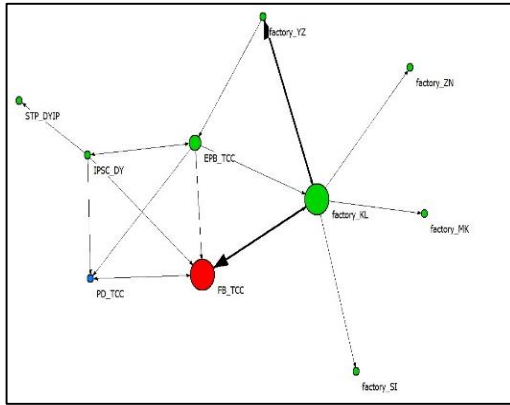 factory_YZ
factory_ZN
STP_DYIP
IPSC_DY
EPB_TCC
factory_KL
factory_MK
PD_TCC
FB_TCC
factory_SI